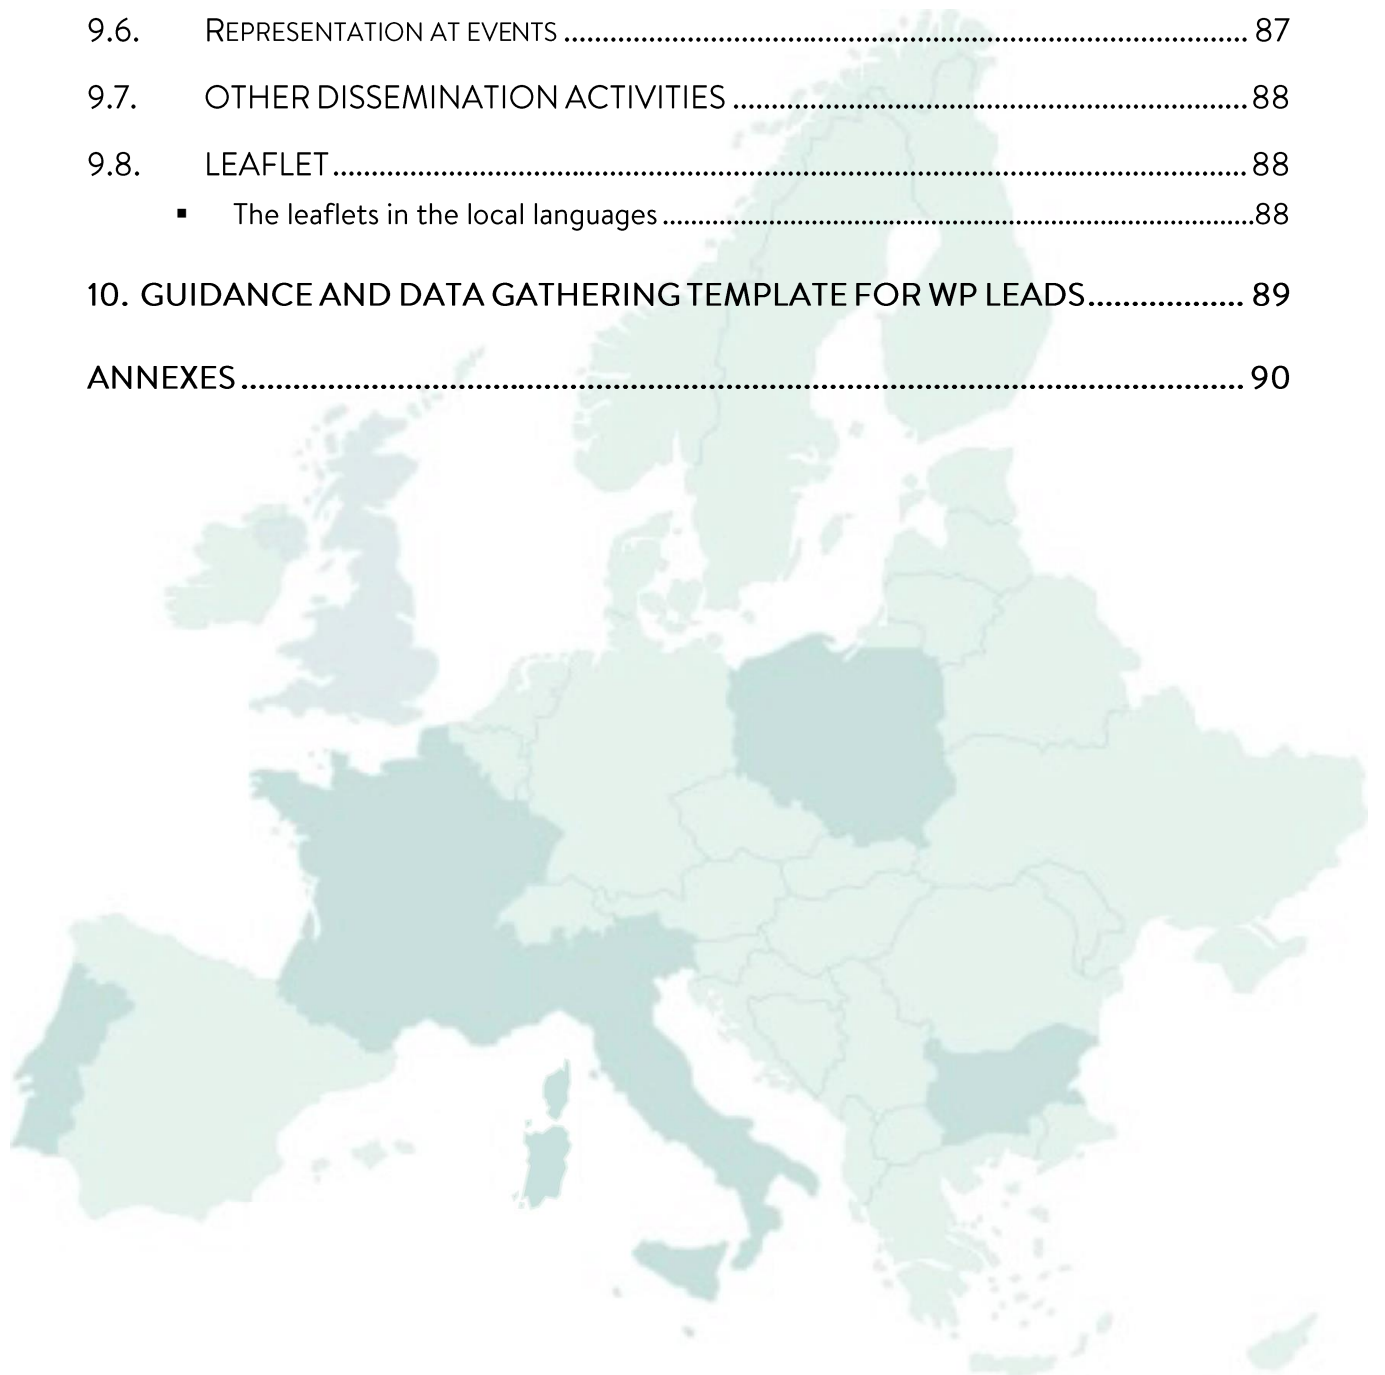 9.6. REPRESENTATION AT EVENTS ........................................ 87
9.7. OTHER DISSEMINATION ACTIVITIES ........................................ 88
9.8. LEAFLET ........................................ 88
▪ The leaflets in the local languages ........................................ 88
10. GUIDANCE AND DATA GATHERING TEMPLATE FOR WP LEADS .................. 89
ANNEXES ........................................ 90